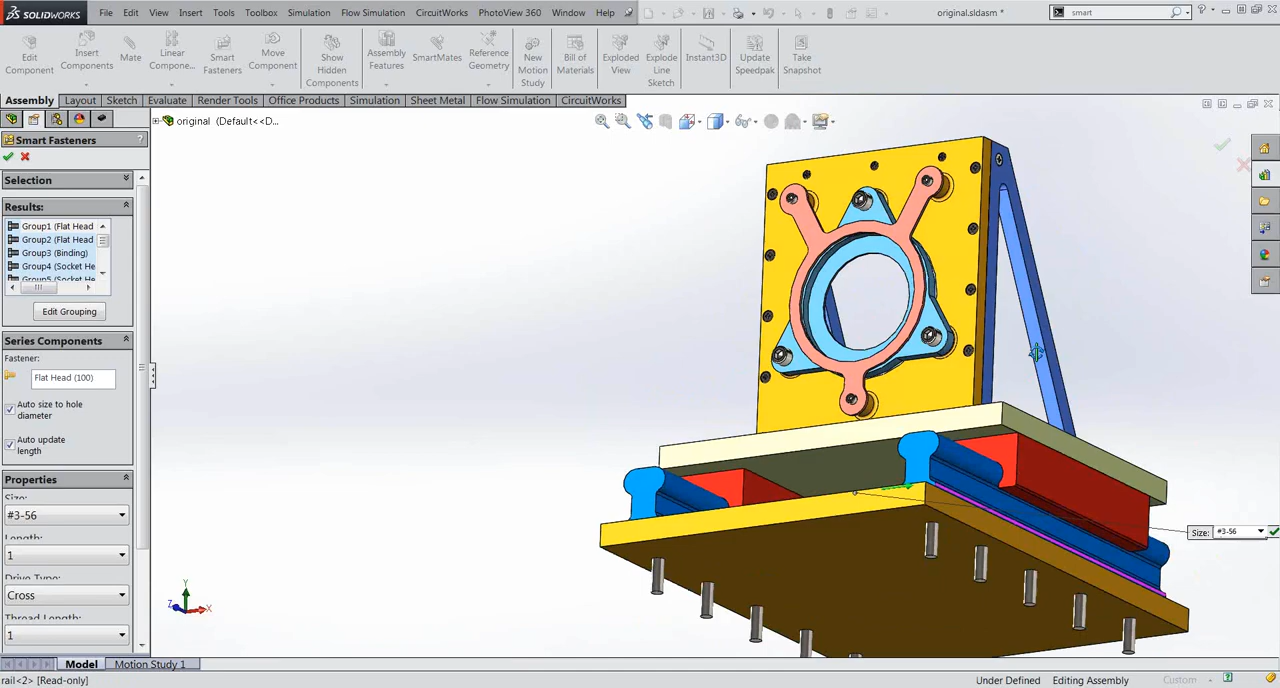 SOLIDWORKS File Edit View Insert Tools Toolbox Simulation Flow Simulation CircuitWorks PhotoView 360 Window Help original.sldasm * smart
Edit Component
Insert Components
Mate
Linear Compone...
Smart Fasteners
Move Component
Show Hidden Components
Assembly Features
SmartMates
Reference Geometry
New Motion Study
Bill of Materials
Exploded View
Explode Line Sketch
Instant3D
Update Speedpak
Take Snapshot
Assembly Layout Sketch Evaluate Render Tools Office Products Simulation Sheet Metal Flow Simulation CircuitWorks
original (Default<<D...
Smart Fasteners ?
Selection
Results:
Group1 (Flat Head
Group2 (Flat Head
Group3 (Binding)
Group4 (Socket He
Group5 (Socket He
Edit Grouping
Series Components
Fastener:
Flat Head (100)
Auto size to hole
diameter
Auto update
length
Properties
Size:
#3-56
Length:
1
Drive Type:
Cross
Thread Length:
1
Size: #3-56
Y
Z X
Model Motion Study 1
rail<2> [Read-only] Under Defined Editing Assembly Custom